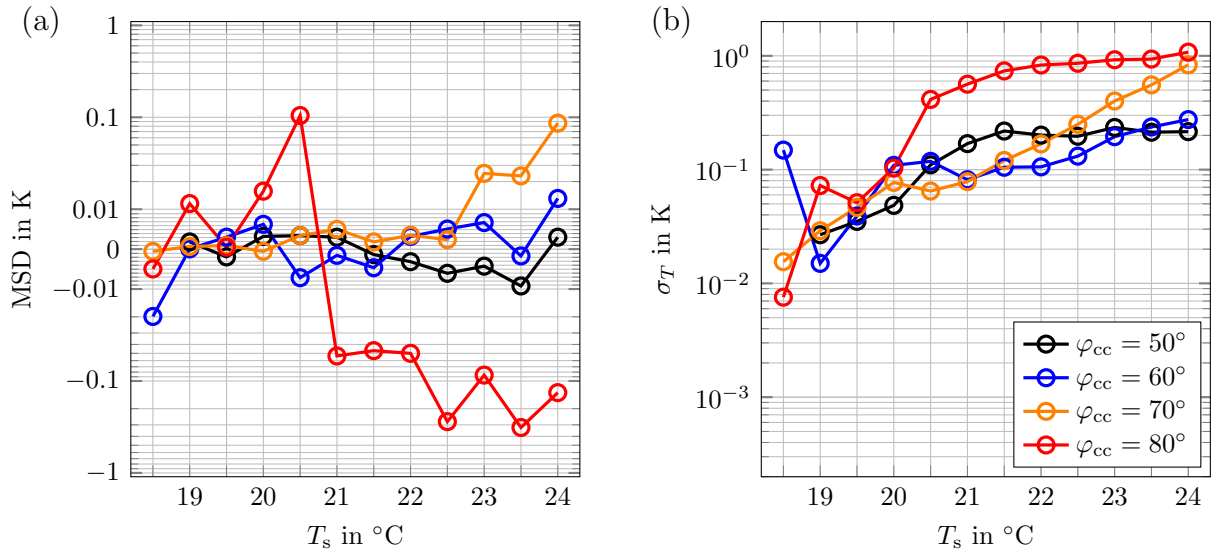 (a)
1
0.1
0.01
0
−0.01
−0.1
−1
MSD in K
19 20 21 22 23 24
T_s in °C
(b)
10^0
10^−1
10^−2
10^−3
σ_T in K
19 20 21 22 23 24
T_s in °C
φ_cc = 50°
φ_cc = 60°
φ_cc = 70°
φ_cc = 80°